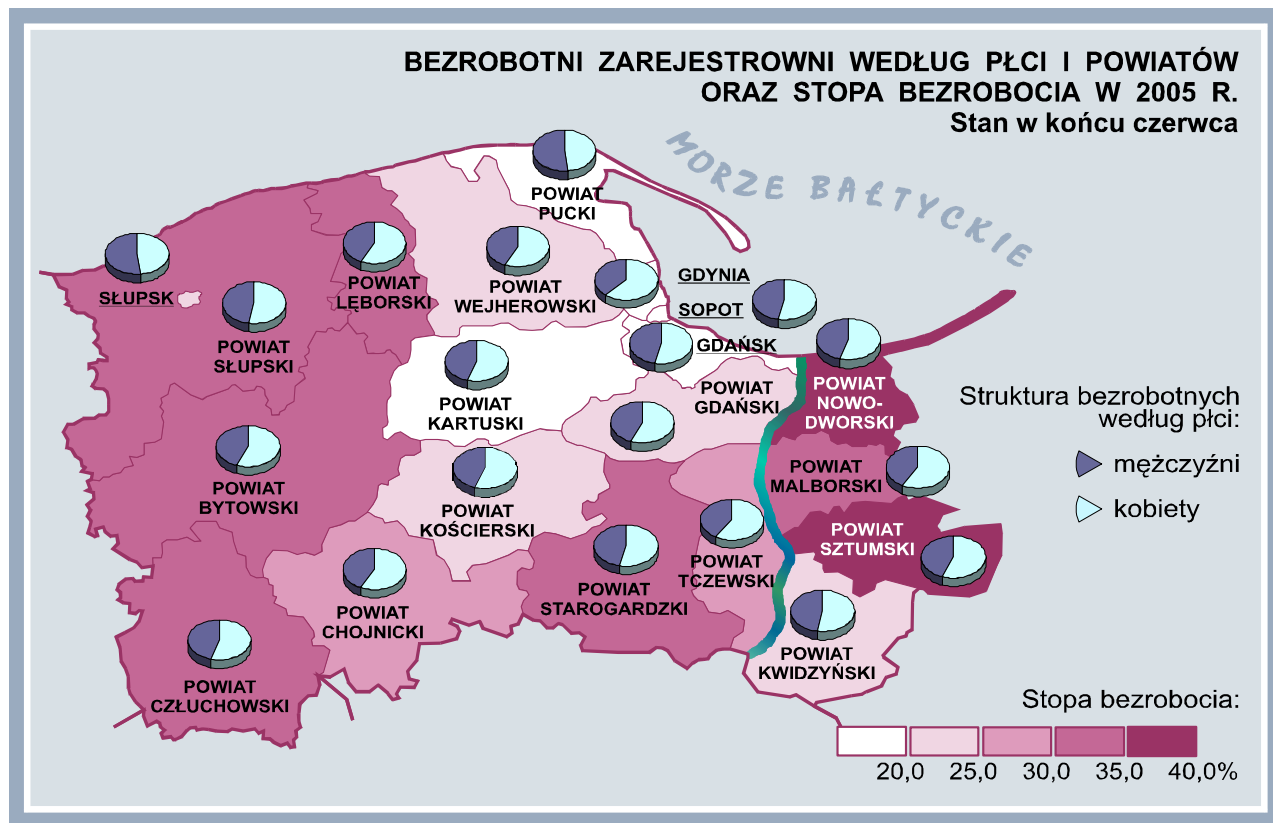 BEZROBOTNI ZAREJESTROWNI WEDŁUG PŁCI I POWIATÓW
ORAZ STOPA BEZROBOCIA W 2005 R.
Stan w końcu czerwca
MORZE BAŁTYCKIE
POWIAT
PUCKI
SŁUPSK
POWIAT
LĘBORSKI
POWIAT
WEJHEROWSKI
GDYNIA
SOPOT
GDAŃSK
POWIAT
SŁUPSKI
POWIAT
KARTUSKI
POWIAT
GDAŃSKI
POWIAT
NOWO-
DWORSKI
POWIAT
BYTOWSKI
POWIAT
KOŚCIERSKI
POWIAT
MALBORSKI
POWIAT
SZTUMSKI
POWIAT
TCZEWSKI
POWIAT
STAROGARDZKI
POWIAT
CHOJNICKI
POWIAT
CZŁUCHOWSKI
POWIAT
KWIDZYŃSKI
Struktura bezrobotnych
według płci:
mężczyźni
kobiety
Stopa bezrobocia:
20,0 25,0 30,0 35,0 40,0%